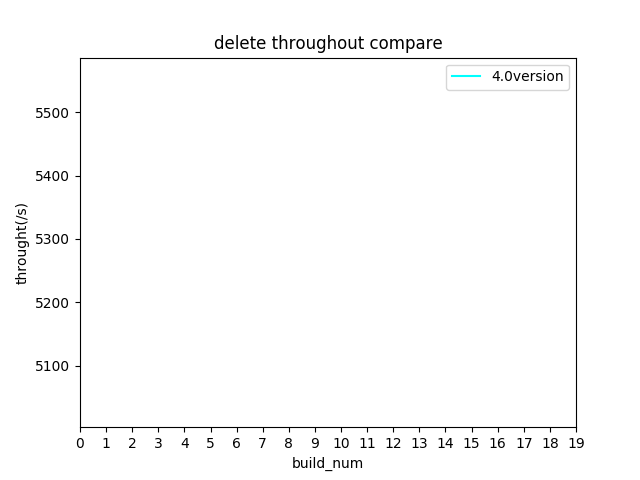 delete throughout compare
4.0version
throught(/s)
5500
5400
5300
5200
5100
0 1 2 3 4 5 6 7 8 9 10 11 12 13 14 15 16 17 18 19
build_num